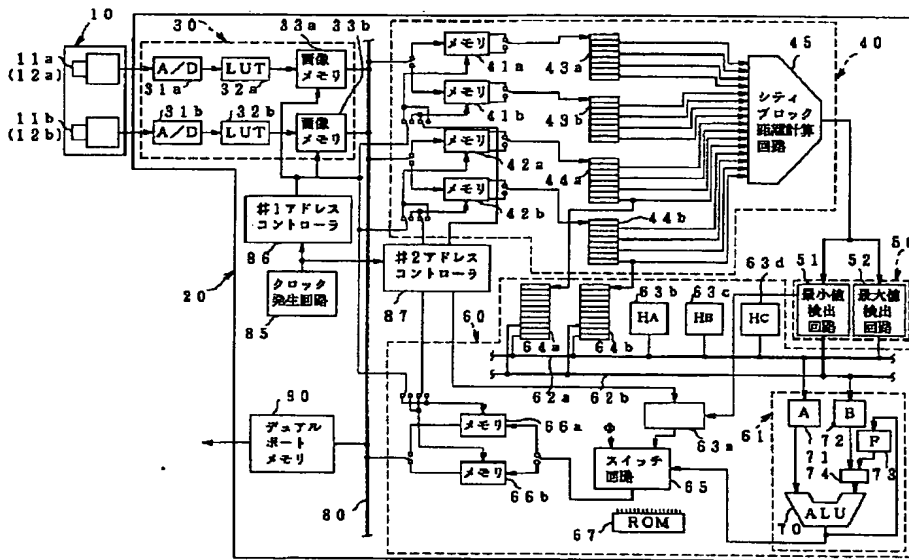 10
11a
(12a)
11b
(12b)
30
33a
33b
A/D
31a
LUT
32a
画像
メモリ
A/D
31b
LUT
32b
画像
メモリ
メモリ
41a
メモリ
41b
メモリ
42a
メモリ
42b
43a
43b
44a
44b
45
40
シティ
ブロック
距離計算
回路
#1アドレス
コントローラ
86
クロック
発生回路
85
20
#2アドレス
コントローラ
87
60
64a
64b
HA
63b
HB
63c
HC
63d
51
52
最小値
検出
回路
最大値
検出
回路
62a
62b
90
デュアル
ポート
メモリ
80
メモリ
66a
メモリ
66b
Φ
スイッチ
回路
65
63a
ROM
67
61
A
71
B
72
F
73
74
ALU
70